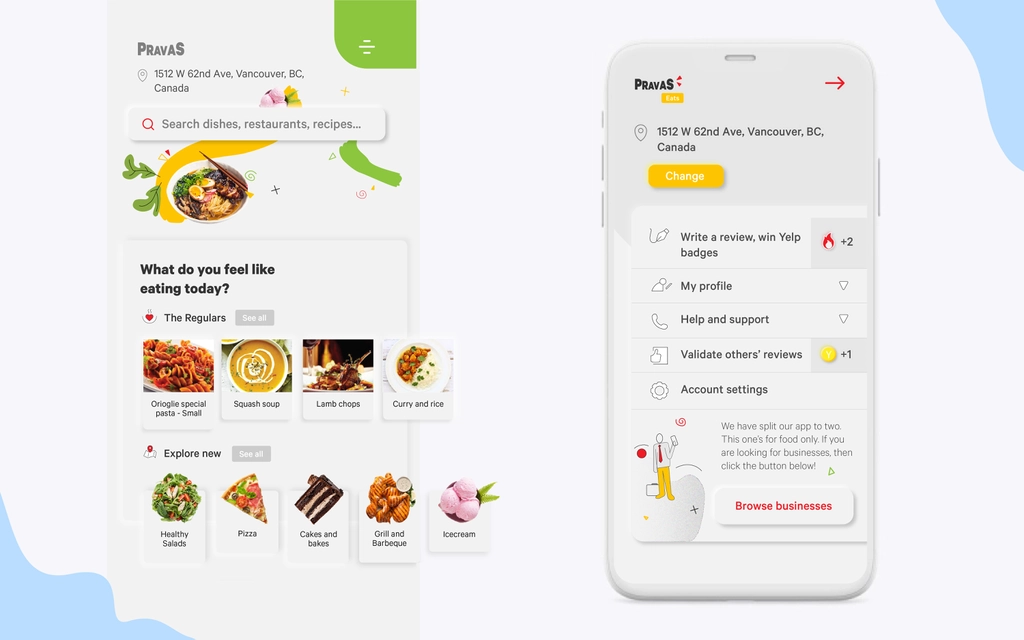 PRAVAS
1512 W 62nd Ave, Vancouver, BC,
Canada
Search dishes, restaurants, recipes...
What do you feel like
eating today?
The Regulars
See all
Orioglie special
pasta - Small
Squash soup
Lamb chops
Curry and rice
Explore new
See all
Healthy
Salads
Pizza
Cakes and
bakes
Grill and
Barbeque
Icecream
PRAVAS
Eats
1512 W 62nd Ave, Vancouver, BC,
Canada
Change
Write a review, win Yelp
badges
+2
My profile
Help and support
Validate others' reviews
Y +1
Account settings
We have split our app to two.
This one's for food only. If you
are looking for businesses, then
click the button below!
Browse businesses